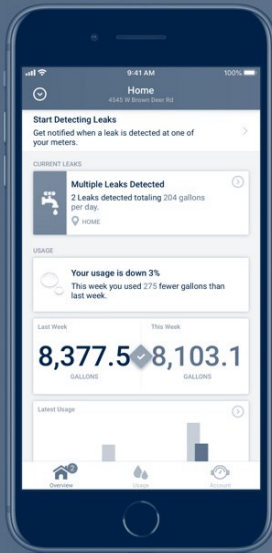 9:41 AM
100%
Home
4545 W Brown Deer Rd
Start Detecting Leaks
Get notified when a leak is detected at one of
your meters.
CURRENT LEAKS
Multiple Leaks Detected
2 Leaks detected totaling 204 gallons
per day.
HOME
USAGE
Your usage is down 3%
This week you used 275 fewer gallons than
last week.
Last Week
This Week
8,377.5
8,103.1
GALLONS
GALLONS
Latest Usage
2
Overview
Usage
Account